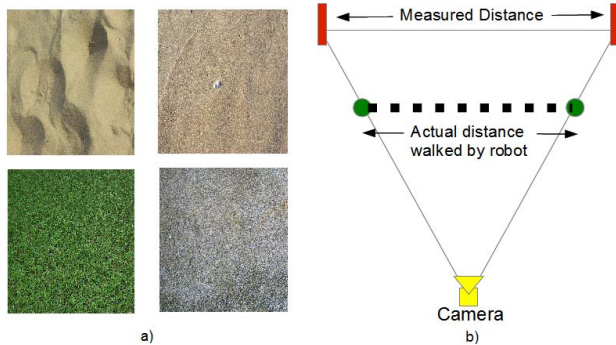 Measured Distance
Actual distance
walked by robot
Camera
a)
b)